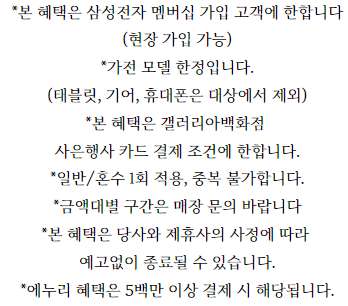 *본 혜택은 삼성전자 멤버십 가입 고객에 한합니다
(현장 가입 가능)
*가전 모델 한정입니다.
(태블릿, 기어, 휴대폰은 대상에서 제외)
*본 혜택은 갤러리아백화점
사은행사 카드 결제 조건에 한합니다.
*일반/혼수 1회 적용, 중복 불가합니다.
*금액대별 구간은 매장 문의 바랍니다
*본 혜택은 당사와 제휴사의 사정에 따라
예고없이 종료될 수 있습니다.
*에누리 혜택은 5백만 이상 결제 시 해당됩니다.